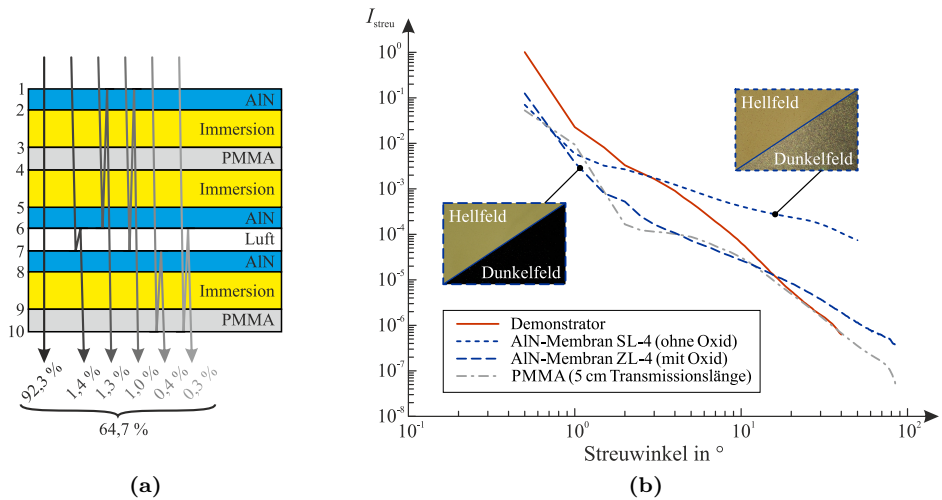 1
AlN
2
Immersion
3
PMMA
4
Immersion
5
AlN
6
Luft
7
AlN
8
Immersion
9
PMMA
10
92,3 %
1,4 %
1,3 %
1,0 %
0,4 %
0,3 %
64,7 %
(a)
(b)
I_streu
10^0
10^-1
10^-2
10^-3
10^-4
10^-5
10^-6
10^-7
10^-8
10^-1
10^0
10^1
10^2
Streuwinkel in °
Hellfeld
Dunkelfeld
Hellfeld
Dunkelfeld
Demonstrator
AlN-Membran SL-4 (ohne Oxid)
AlN-Membran ZL-4 (mit Oxid)
PMMA (5 cm Transmissionslänge)